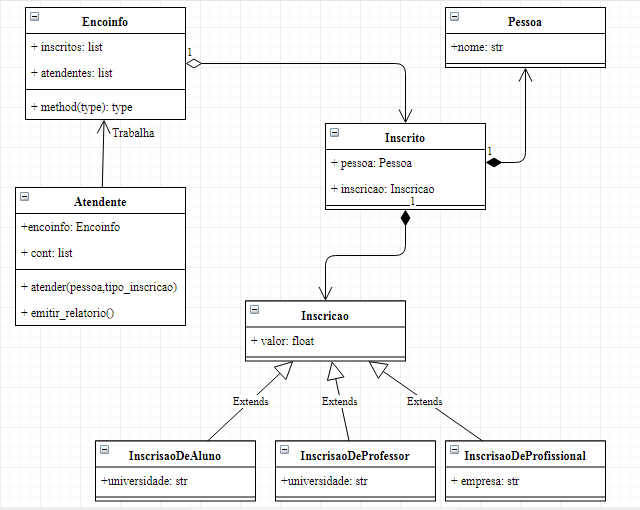 Encoinfo
+ inscritos: list
+ atendentes: list
+ method(type): type
Pessoa
+nome: str
1
Trabalha
Inscrito
+ pessoa: Pessoa
+ inscricao: Inscricao
1
1
Atendente
+encoinfo: Encoinfo
+ cont: list
+ atender(pessoa,tipo_inscricao)
+ emitir_relatorio()
Inscricao
+ valor: float
Extends
Extends
Extends
InscrisaoDeAluno
+universidade: str
InscrisaoDeProfessor
+universidade: str
InscrisaoDeProfissional
+ empresa: str